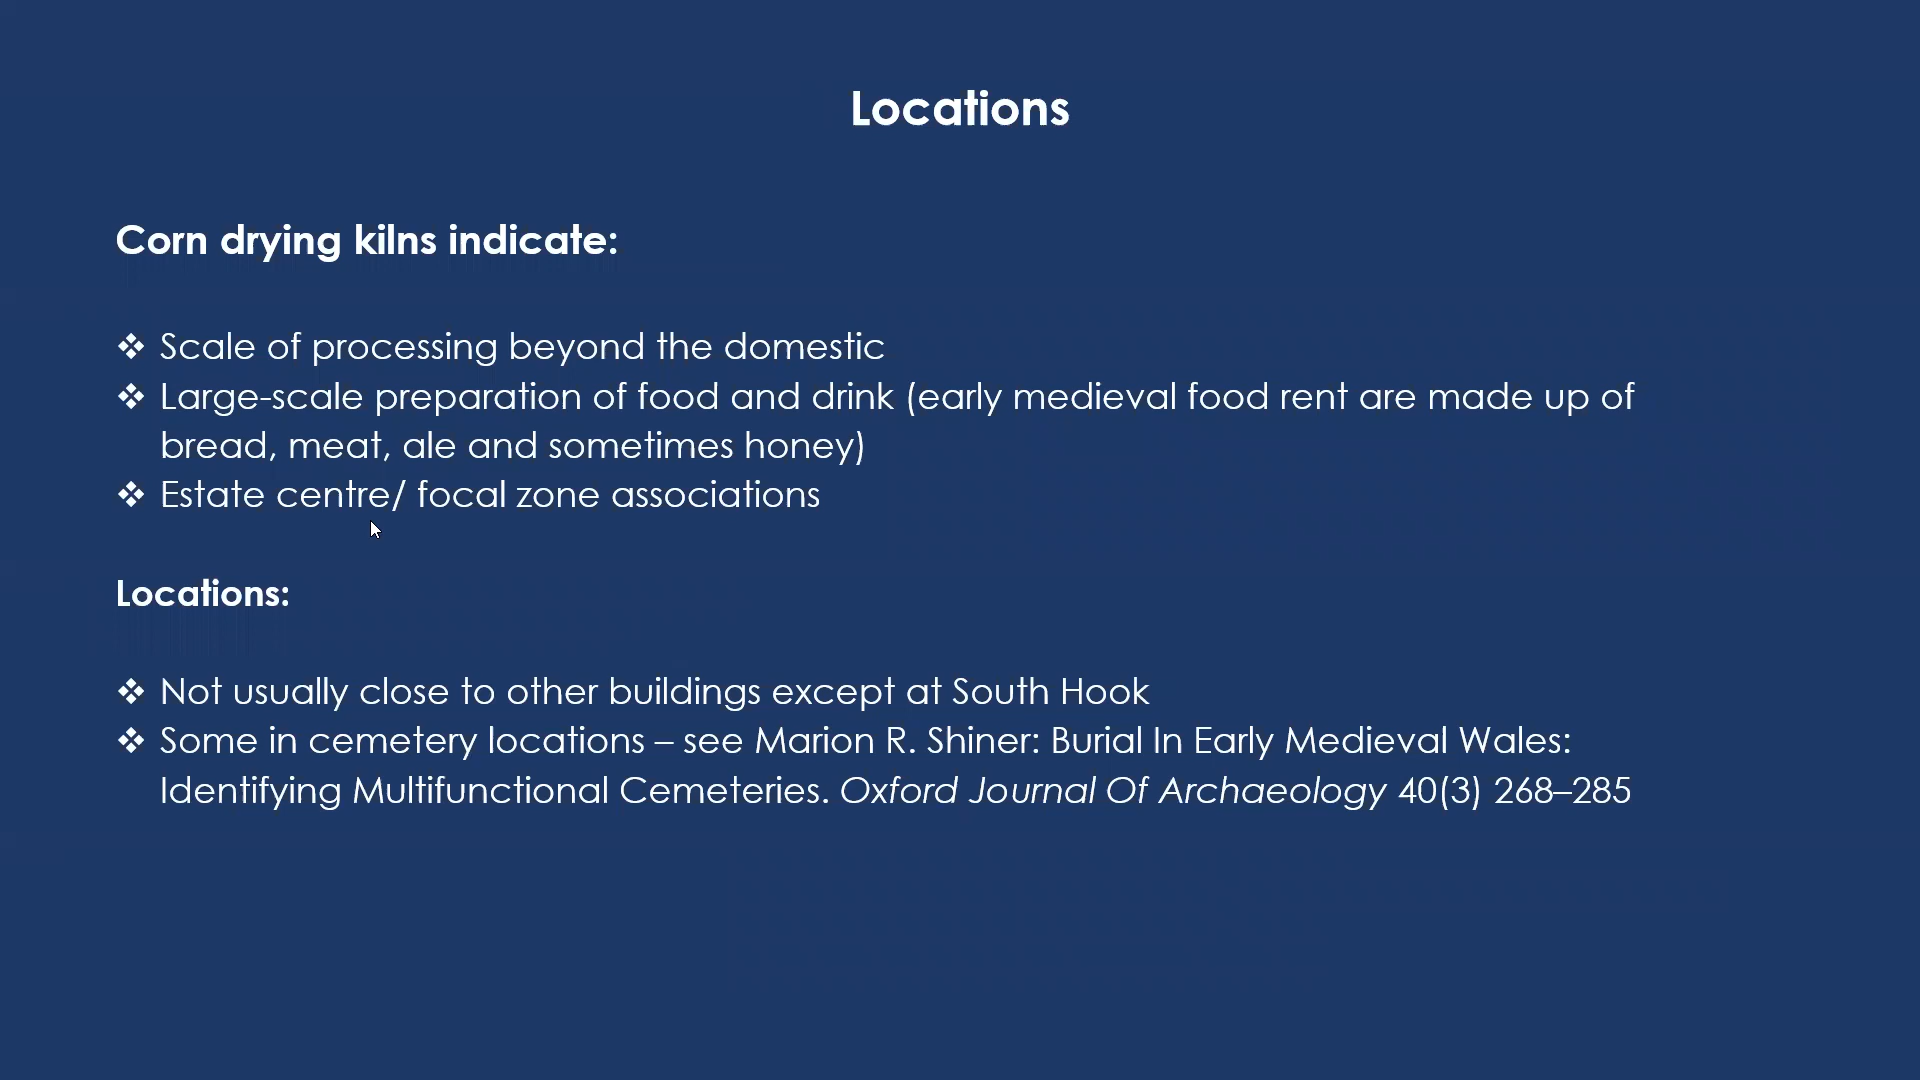 Locations
Corn drying kilns indicate:
❖ Scale of processing beyond the domestic
❖ Large-scale preparation of food and drink (early medieval food rent are made up of
bread, meat, ale and sometimes honey)
❖ Estate centre/ focal zone associations
Locations:
❖ Not usually close to other buildings except at South Hook
❖ Some in cemetery locations – see Marion R. Shiner: Burial In Early Medieval Wales:
Identifying Multifunctional Cemeteries. Oxford Journal Of Archaeology 40(3) 268–285